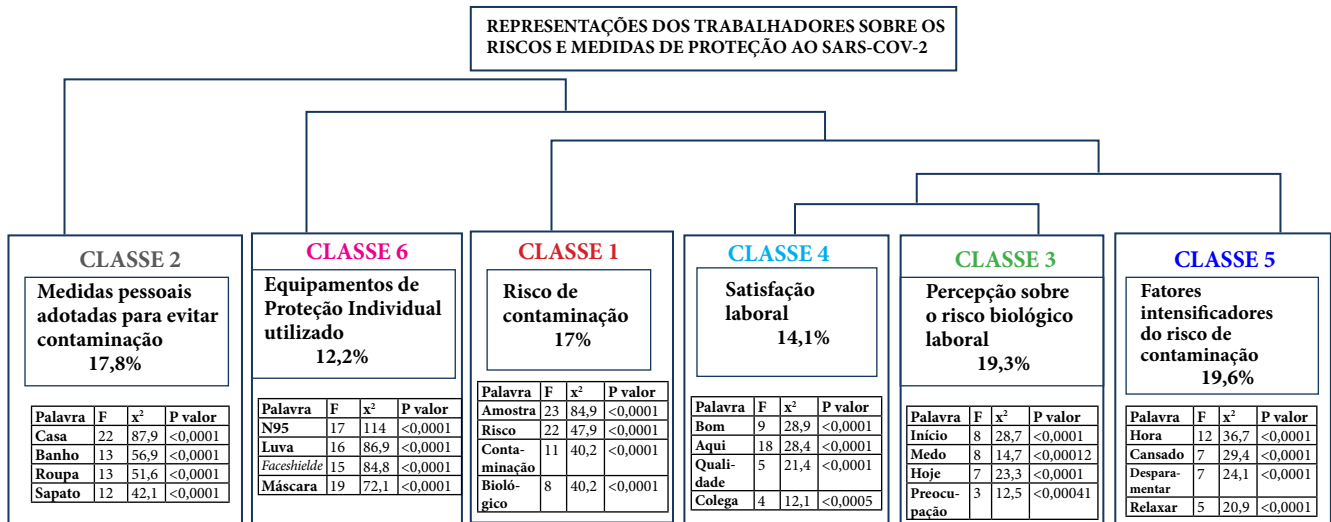 REPRESENTAÇÕES DOS TRABALHADORES SOBRE OS
RISCOS E MEDIDAS DE PROTEÇÃO AO SARS-COV-2
CLASSE 2
Medidas pessoais
adotadas para evitar
contaminação
17,8%
Palavra F x² P valor
Casa 22 87,9 <0,0001
Banho 13 56,9 <0,0001
Roupa 13 51,6 <0,0001
Sapato 12 42,1 <0,0001
CLASSE 6
Equipamentos de
Proteção Individual
utilizado
12,2%
Palavra F x² P valor
N95 17 114 <0,0001
Luva 16 86,9 <0,0001
Faceshielde 15 84,8 <0,0001
Máscara 19 72,1 <0,0001
CLASSE 1
Risco de
contaminação
17%
Palavra F x² P valor
Amostra 23 84,9 <0,0001
Risco 22 47,9 <0,0001
Conta-
minação 11 40,2 <0,0001
Bioló-
gico 8 40,2 <0,0001
CLASSE 4
Satisfação
laboral
14,1%
Palavra F x² P valor
Bom 9 28,9 <0,0001
Aqui 18 28,4 <0,0001
Quali-
dade 5 21,4 <0,0001
Colega 4 12,1 <0,0005
CLASSE 3
Percepção sobre
o risco biológico
laboral
19,3%
Palavra F x² P valor
Início 8 28,7 <0,0001
Medo 8 14,7 <0,00012
Hoje 7 23,3 <0,0001
Preocu-
pação 3 12,5 <0,00041
CLASSE 5
Fatores
intensificadores
do risco de
contaminação
19,6%
Palavra F x² P valor
Hora 12 36,7 <0,0001
Cansado 7 29,4 <0,0001
Despara-
mentar 7 24,1 <0,0001
Relaxar 5 20,9 <0,0001